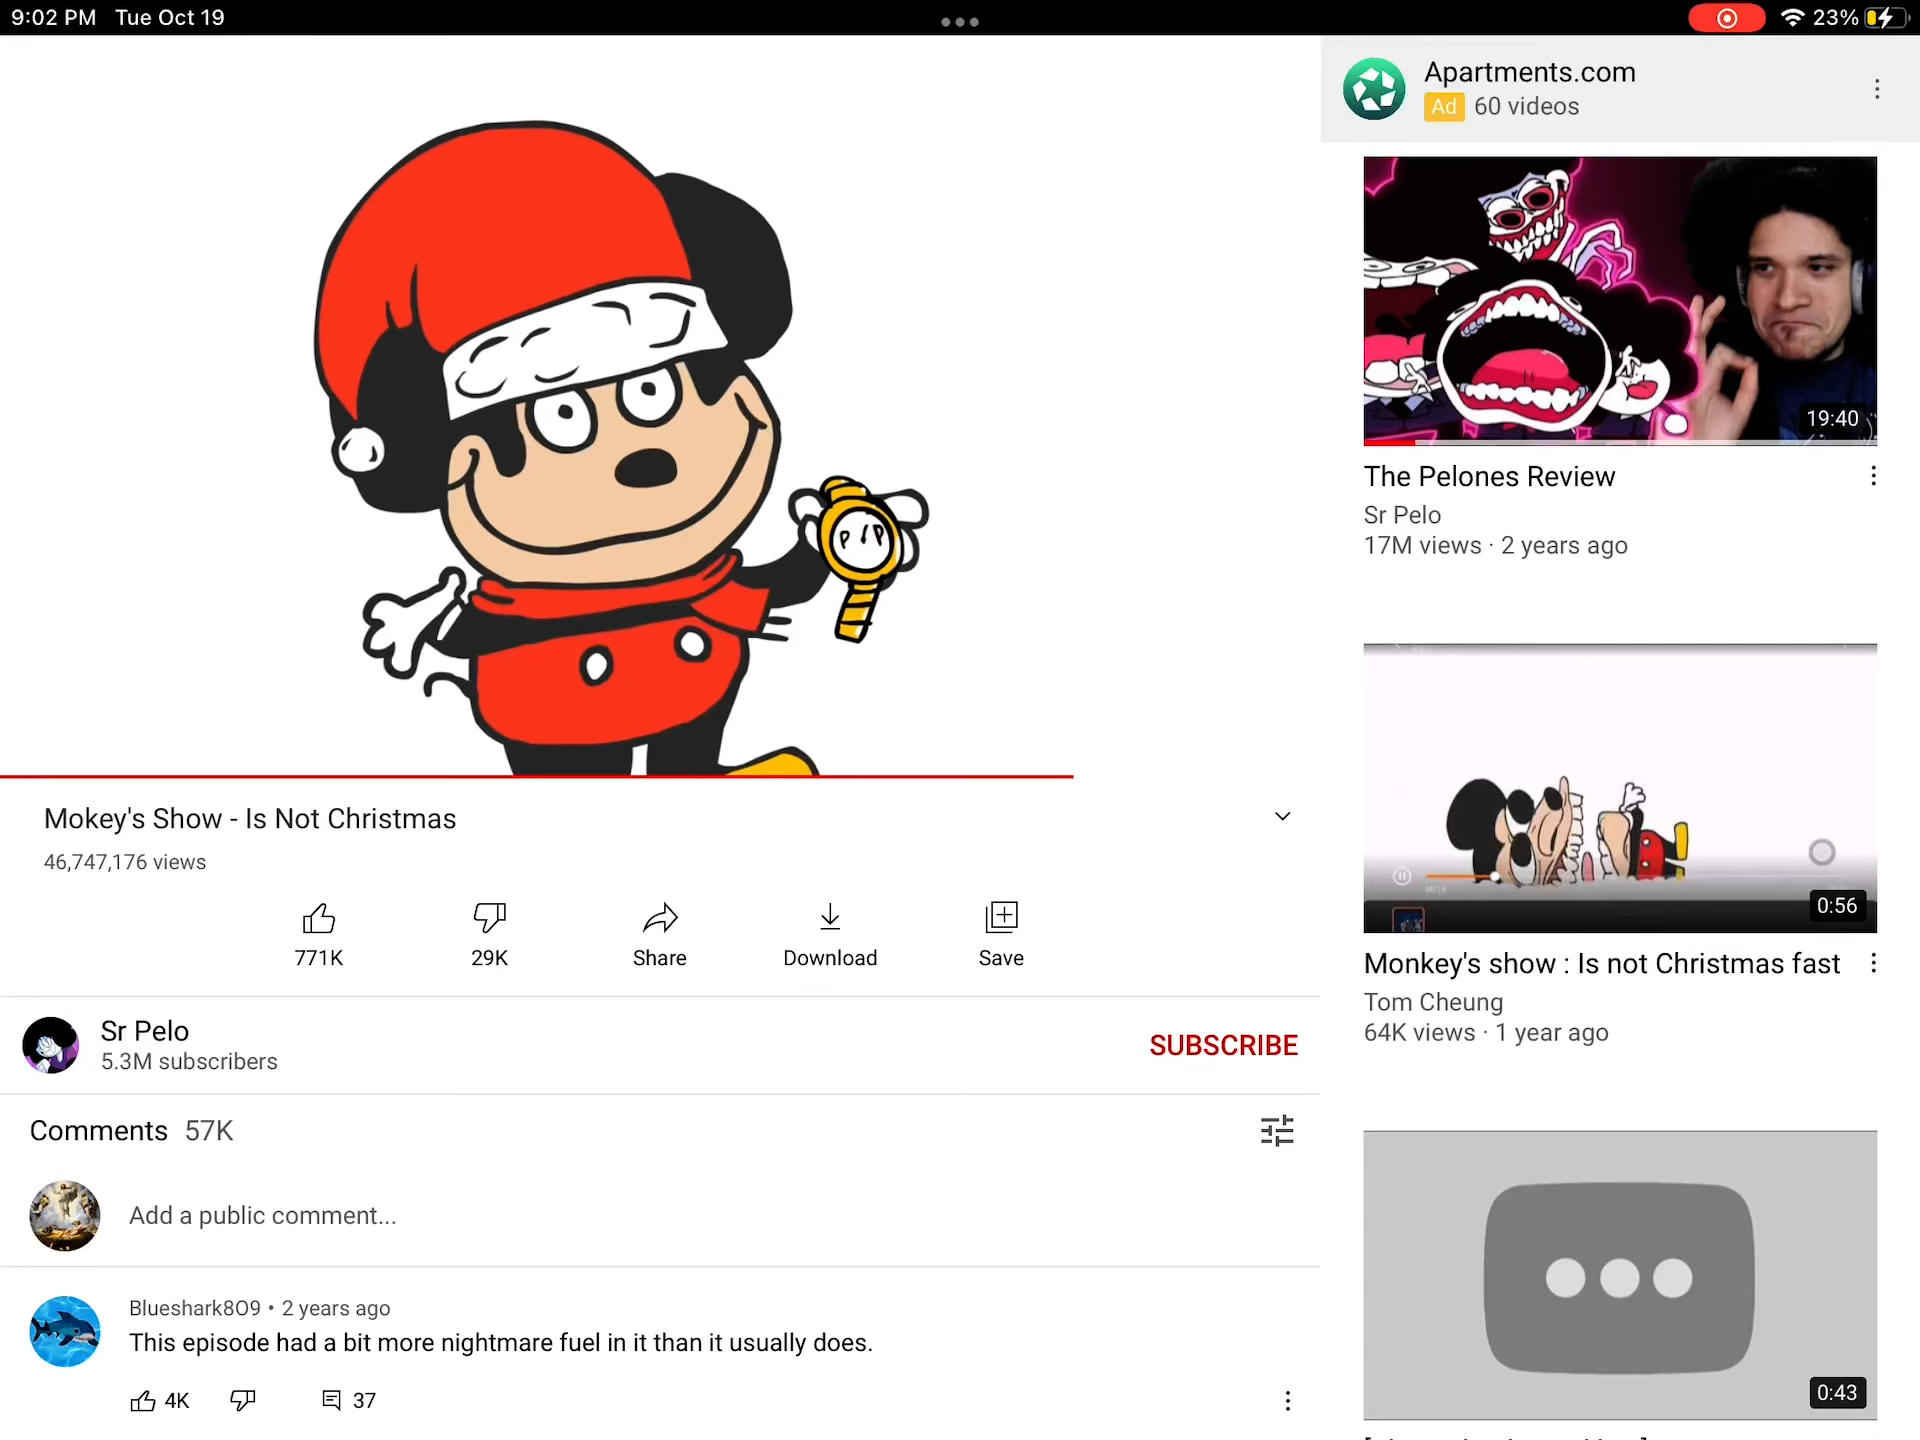 9:02 PM Tue Oct 19
23%
P I P
Mokey's Show - Is Not Christmas
46,747,176 views
771K
29K
Share
Download
Save
Sr Pelo
5.3M subscribers
SUBSCRIBE
Comments 57K
Add a public comment...
Blueshark8O9 • 2 years ago
This episode had a bit more nightmare fuel in it than it usually does.
4K
37
Apartments.com
Ad 60 videos
19:40
The Pelones Review
Sr Pelo
17M views · 2 years ago
0:56
Monkey's show : Is not Christmas fast
Tom Cheung
64K views · 1 year ago
0:43